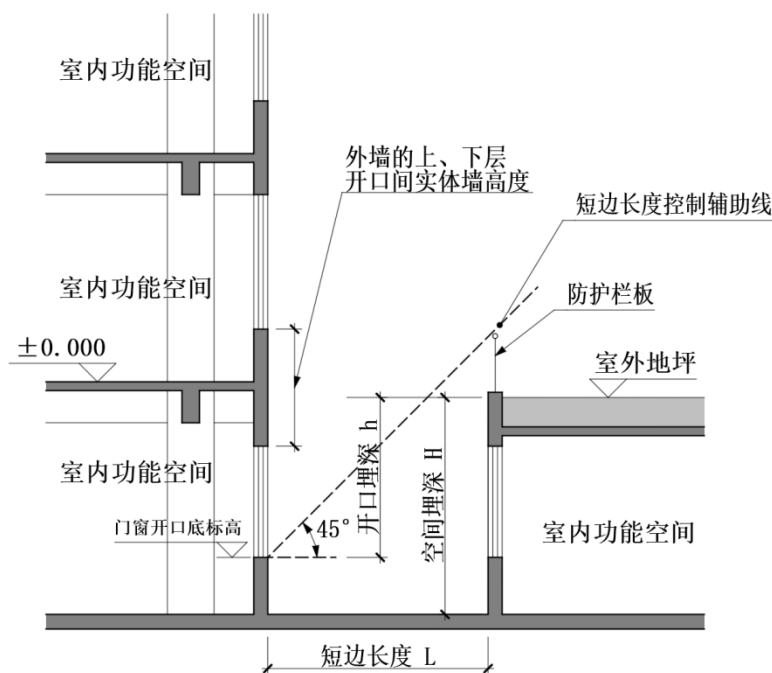 室内功能空间
外墙的上、下层
开口间实体墙高度
短边长度控制辅助线
室内功能空间
防护栏板
±0.000
室外地坪
开口埋深 h
空间埋深 H
室内功能空间
门窗开口底标高
45°
室内功能空间
短边长度 L